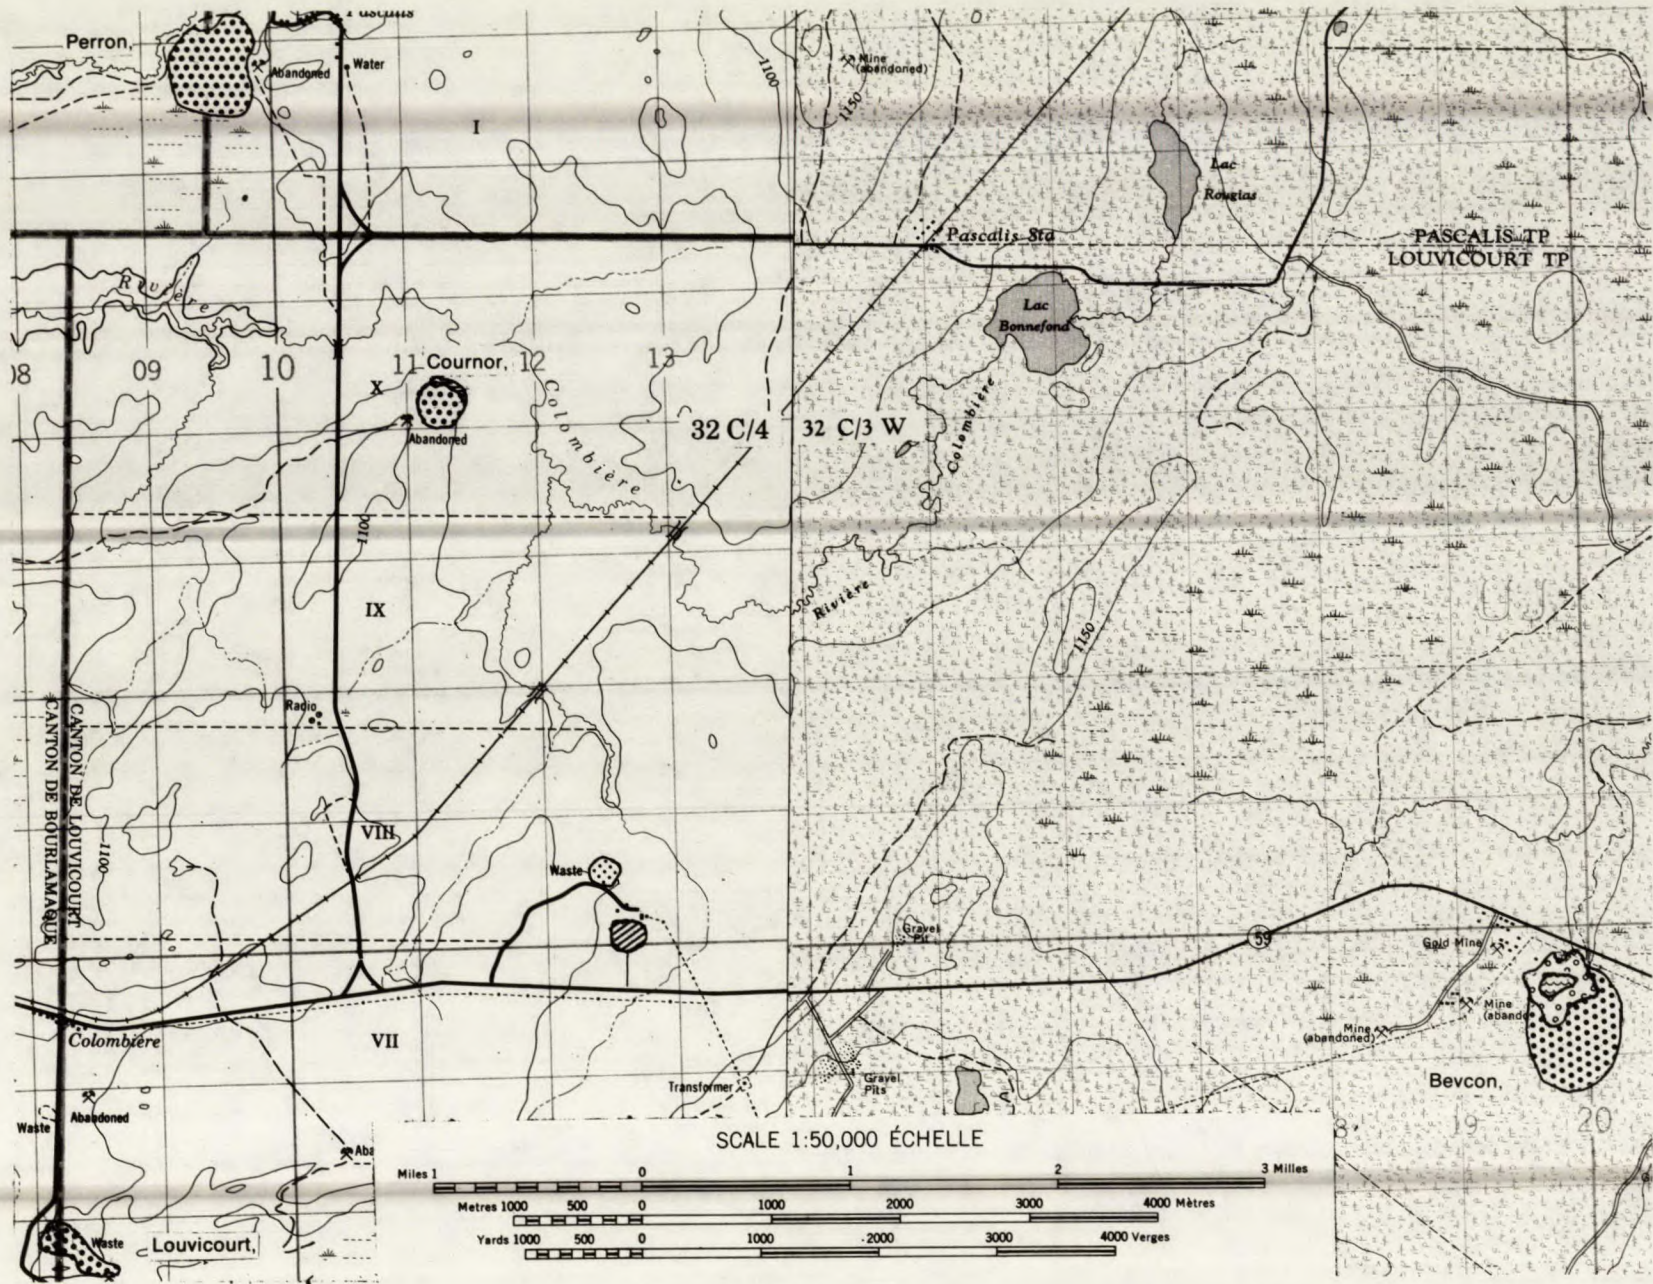 Pascalis
Perron,
Abandoned
Water
I
1100
Mine
(abandoned)
1150
Lac
Rougias
Pascalis Sta
PASCALIS TP
LOUVICOURT TP
Rivière
Lac
Bonnefond
08
09
10
11
Cournor,
12
13
X
Abandoned
Colombière
32 C/4
32 C/3 W
Colombière
1100
IX
Rivière
1150
Radio
CANTON DE LOUVICOURT
CANTON DE BOURLAMAQUE
1100
VIII
Waste
Gravel
Pit
59
Gold Mine
Mine
Mine
(abandoned)
Colombière
VII
Transformer
Gravel
Pits
Bevcon,
Abandoned
Waste
Aba
19
20
SCALE 1:50,000 ÉCHELLE
Miles 1 0 1 2 3 Milles
Metres 1000 500 0 1000 2000 3000 4000 Mètres
Yards 1000 500 0 1000 2000 3000 4000 Verges
Waste
Louvicourt,